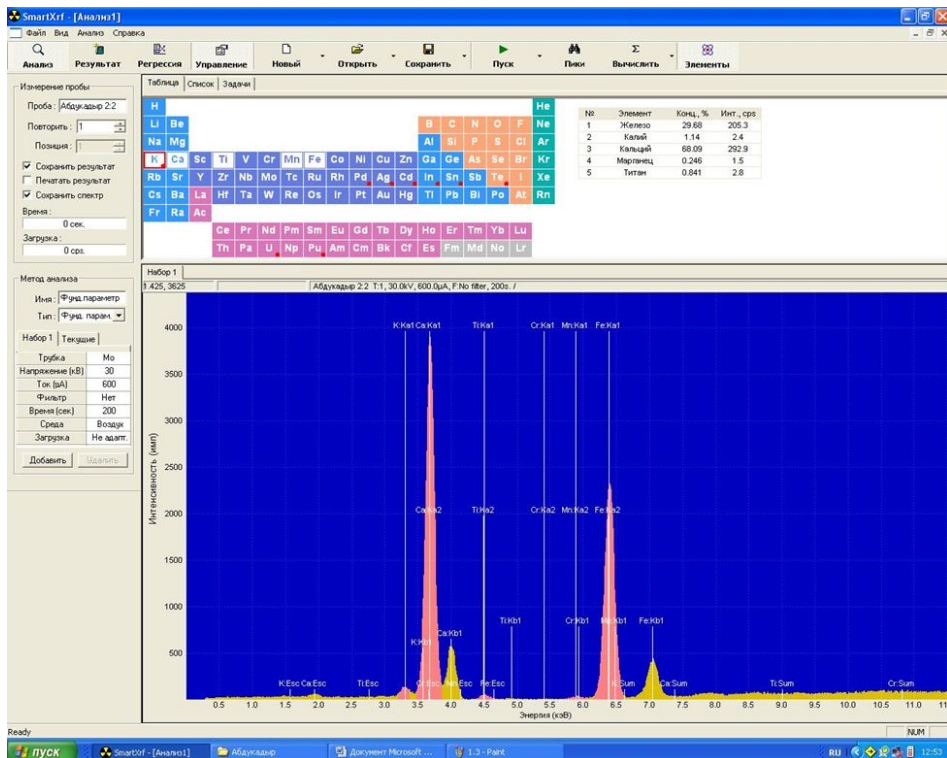 SmartXrf - [Анализ1]
Файл Вид Анализ Справка
Анализ Результат Регрессия Управление Новый Открыть Сохранить Пуск Пики Вычислить Элементы
Измерение пробы
Проба : Абдукадыр 2:2
Повторить : 1
Позиция : 1
Сохранить результат
Печатать результат
Сохранить спектр
Время :
0 сек.
Загрузка :
0 cps.
Метод анализа
Имя : Фунд.параметр
Тип : Фунд. парам.
Набор 1 Текущие
Трубка Mo
Напряжение (кВ) 30
Ток (µA) 600
Фильтр Нет
Время (сек) 200
Среда Воздух
Загрузка Не адапт.
Добавить Удалить
Таблица Список Задачи
H He
Li Be B C N O F Ne
Na Mg Al Si P S Cl Ar
K Ca Sc Ti V Cr Mn Fe Co Ni Cu Zn Ga Ge As Se Br Kr
Rb Sr Y Zr Nb Mo Tc Ru Rh Pd Ag Cd In Sn Sb Te I Xe
Cs Ba La Hf Ta W Re Os Ir Pt Au Hg Tl Pb Bi Po At Rn
Fr Ra Ac
Ce Pr Nd Pm Sm Eu Gd Tb Dy Ho Er Tm Yb Lu
Th Pa U Np Pu Am Cm Bk Cf Es Fm Md No Lr
№ Элемент Конц., % Инт., cps
1 Железо 29.68 205.3
2 Калий 1.14 2.4
3 Кальций 68.09 292.9
4 Марганец 0.246 1.5
5 Титан 0.841 2.8
Набор 1
1.425, 3625
Абдукадыр 2:2 T:1, 30.0kV, 600.0µA, F:No filter, 200s. /
K:Ka1 Ca:Ka1 Ti:Ka1 Cr:Ka1 Mn:Ka1 Fe:Ka1
Ca:Ka2 Ti:Ka2 Cr:Ka2 Mn:Ka2 Fe:Ka2
Ti:Kb1 Cr:Kb1 Mn:Kb1 Fe:Kb1
K:Kb1 Ca:Kb1
K:Esc Ca:Esc Ti:Esc Cr:Esc Fe:Esc K:Sum Ca:Sum Ti:Sum Cr:Sum
4000
3500
3000
2500
2000
1500
1000
500
Интенсивность (имп)
0.5 1.0 1.5 2.0 2.5 3.0 3.5 4.0 4.5 5.0 5.5 6.0 6.5 7.0 7.5 8.0 8.5 9.0 9.5 10.0 10.5 11.0
Энергия (кэВ)
Ready NUM
пуск SmartXrf - [Анализ1] Абдукадыр Документ Microsoft ... 1.3 - Paint RU 12:53